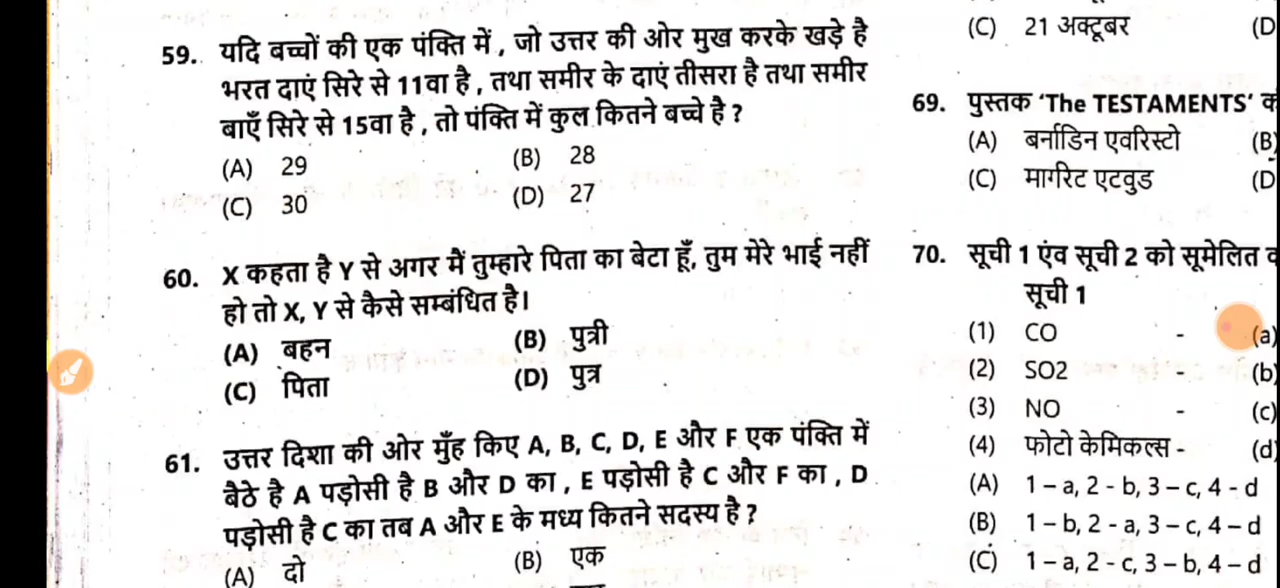 59. यदि बच्चों की एक पंक्ति में , जो उत्तर की ओर मुख करके खड़े है
भरत दाएं सिरे से 11वा है , तथा समीर के दाएं तीसरा है तथा समीर
बाएँ सिरे से 15वा है , तो पंक्ति में कुल कितने बच्चे है ?
(A) 29
(B) 28
(C) 30
(D) 27
60. X कहता है Y से अगर मैं तुम्हारे पिता का बेटा हूँ, तुम मेरे भाई नहीं
हो तो X, Y से कैसे सम्बंधित है।
(A) बहन
(B) पुत्री
(C) पिता
(D) पुत्र
61. उत्तर दिशा की ओर मुँह किए A, B, C, D, E और F एक पंक्ति में
बैठे है A पड़ोसी है B और D का , E पड़ोसी है C और F का , D
पड़ोसी है C का तब A और E के मध्य कितने सदस्य है ?
(A) दो
(B) एक
(C) 21 अक्टूबर
(D
69. पुस्तक ‘The TESTAMENTS’
(A) बर्नाडिन एवरिस्टो
(B)
(C) मार्गरेट एटवुड
(D
70. सूची 1 एंव सूची 2 को सूमेलित
सूची 1
(1) CO - (a)
(2) SO2 - (b)
(3) NO - (c)
(4) फोटो केमिकल्स - (d)
(A) 1 – a, 2 - b, 3 – c, 4 - d
(B) 1 – b, 2 - a, 3 – c, 4 – d
(C) 1 – a, 2 - c, 3 – b, 4 – d